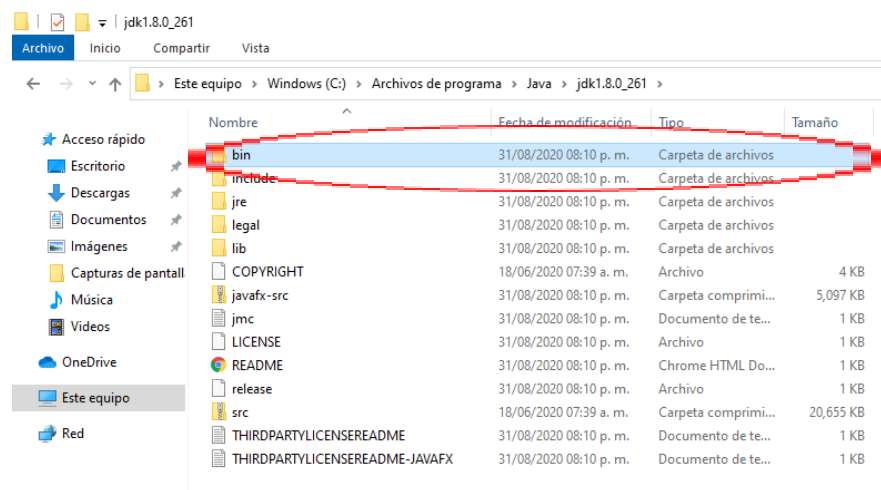 jdk1.8.0_261
Archivo Inicio Compartir Vista
Este equipo > Windows (C:) > Archivos de programa > Java > jdk1.8.0_261 >
Nombre Fecha de modificación Tipo Tamaño
Acceso rápido
Escritorio
Descargas
Documentos
Imágenes
Capturas de pantall
Música
Videos
OneDrive
Este equipo
Red
bin 31/08/2020 08:10 p. m. Carpeta de archivos
include 31/08/2020 08:10 p. m. Carpeta de archivos
jre 31/08/2020 08:10 p. m. Carpeta de archivos
legal 31/08/2020 08:10 p. m. Carpeta de archivos
lib 31/08/2020 08:10 p. m. Carpeta de archivos
COPYRIGHT 18/06/2020 07:39 a. m. Archivo 4 KB
javafx-src 31/08/2020 08:10 p. m. Carpeta comprimi... 5,097 KB
jmc 31/08/2020 08:10 p. m. Documento de te... 1 KB
LICENSE 31/08/2020 08:10 p. m. Archivo 1 KB
README 31/08/2020 08:10 p. m. Chrome HTML Do... 1 KB
release 31/08/2020 08:10 p. m. Archivo 1 KB
src 18/06/2020 07:39 a. m. Carpeta comprimi... 20,655 KB
THIRDPARTYLICENSEREADME 31/08/2020 08:10 p. m. Documento de te... 1 KB
THIRDPARTYLICENSEREADME-JAVAFX 31/08/2020 08:10 p. m. Documento de te... 1 KB